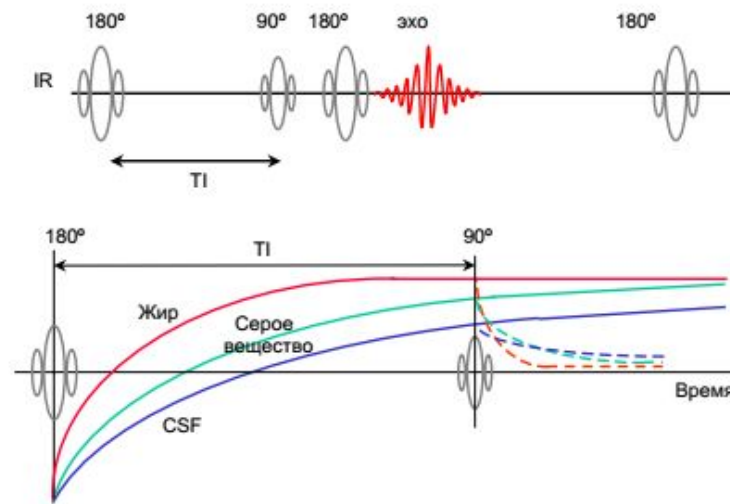 180º 90º 180º эхо 180º
IR
TI
180º TI 90º
Жир
Серое
вещество
CSF
Время